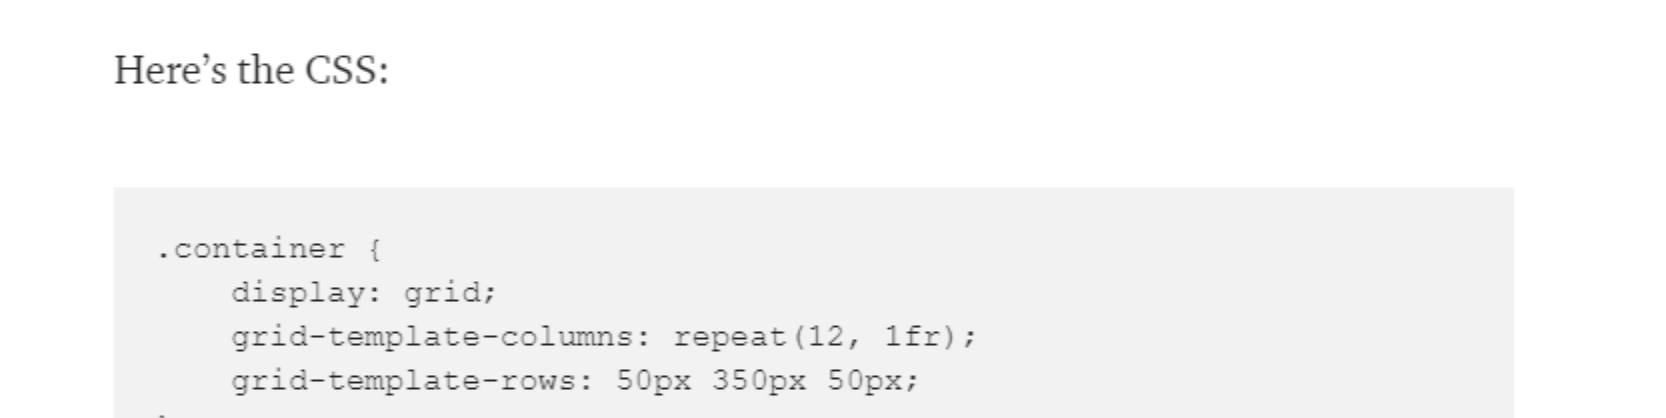 Here’s the CSS:
.container {
    display: grid;
    grid-template-columns: repeat(12, 1fr);
    grid-template-rows: 50px 350px 50px;